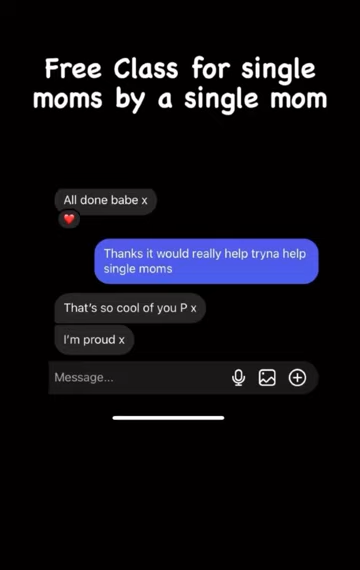 Free Class for single
moms by a single mom
All done babe x
Thanks it would really help tryna help
single moms
That's so cool of you P x
I'm proud x
Message...